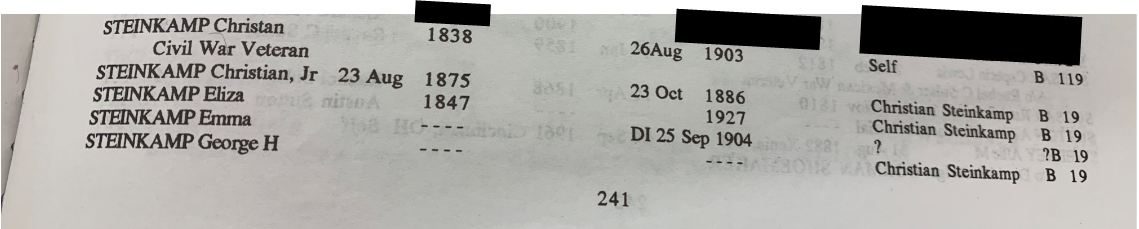 STEINKAMP Christan 1838 26Aug 1903 Self B 119
Civil War Veteran
STEINKAMP Christian, Jr 23 Aug 1875 23 Oct 1886 Christian Steinkamp B 19
STEINKAMP Eliza 1847 1927 Christian Steinkamp B 19
STEINKAMP Emma ---- DI 25 Sep 1904 ? ?B 19
STEINKAMP George H ---- ---- Christian Steinkamp B 19
241